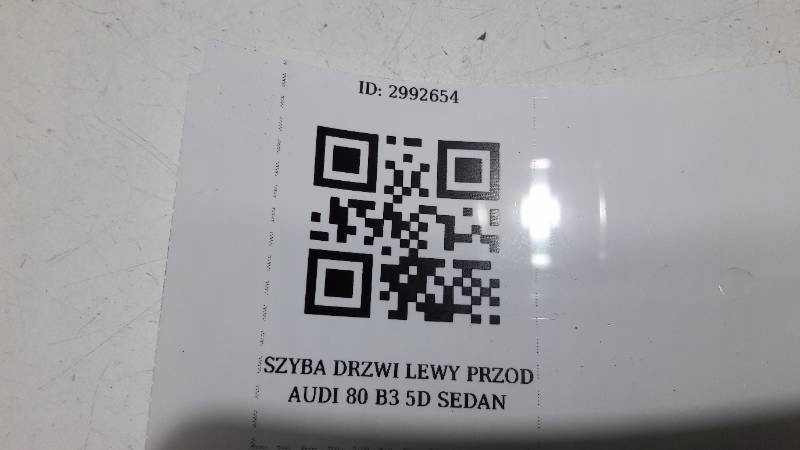 ID: 2992654
SZYBA DRZWI LEWY PRZOD
AUDI 80 B3 5D SEDAN